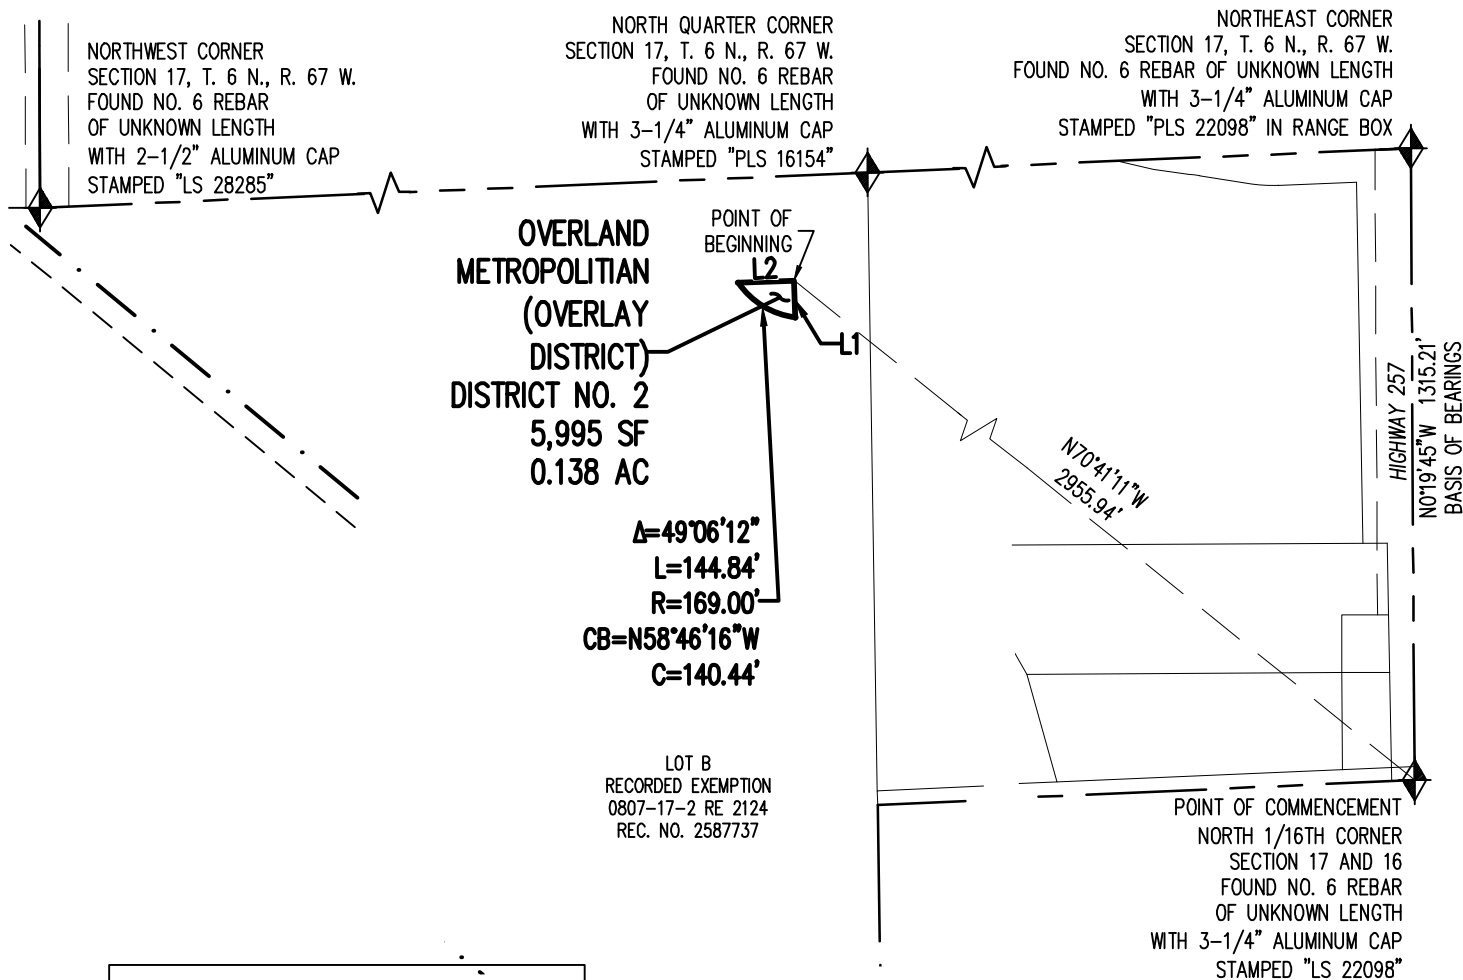 NORTHWEST CORNER
SECTION 17, T. 6 N., R. 67 W.
FOUND NO. 6 REBAR
OF UNKNOWN LENGTH
WITH 2-1/2" ALUMINUM CAP
STAMPED "LS 28285"
NORTH QUARTER CORNER
SECTION 17, T. 6 N., R. 67 W.
FOUND NO. 6 REBAR
OF UNKNOWN LENGTH
WITH 3-1/4" ALUMINUM CAP
STAMPED "PLS 16154"
NORTHEAST CORNER
SECTION 17, T. 6 N., R. 67 W.
FOUND NO. 6 REBAR OF UNKNOWN LENGTH
WITH 3-1/4" ALUMINUM CAP
STAMPED "PLS 22098" IN RANGE BOX
OVERLAND
METROPOLITIAN
(OVERLAY
DISTRICT)
DISTRICT NO. 2
5,995 SF
0.138 AC
POINT OF
BEGINNING
L2
L1
Δ=49°06'12"
L=144.84'
R=169.00'
CB=N58°46'16"W
C=140.44'
N70°41'11"W
2955.94'
HIGHWAY 257
N0°19'45"W 1315.21'
BASIS OF BEARINGS
LOT B
RECORDED EXEMPTION
0807-17-2 RE 2124
REC. NO. 2587737
POINT OF COMMENCEMENT
NORTH 1/16TH CORNER
SECTION 17 AND 16
FOUND NO. 6 REBAR
OF UNKNOWN LENGTH
WITH 3-1/4" ALUMINUM CAP
STAMPED "LS 22098"